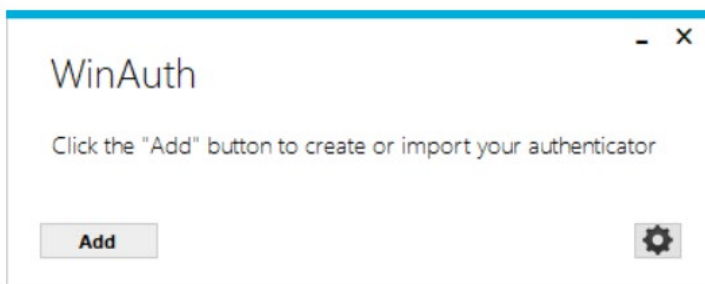 WinAuth
Click the "Add" button to create or import your authenticator
Add